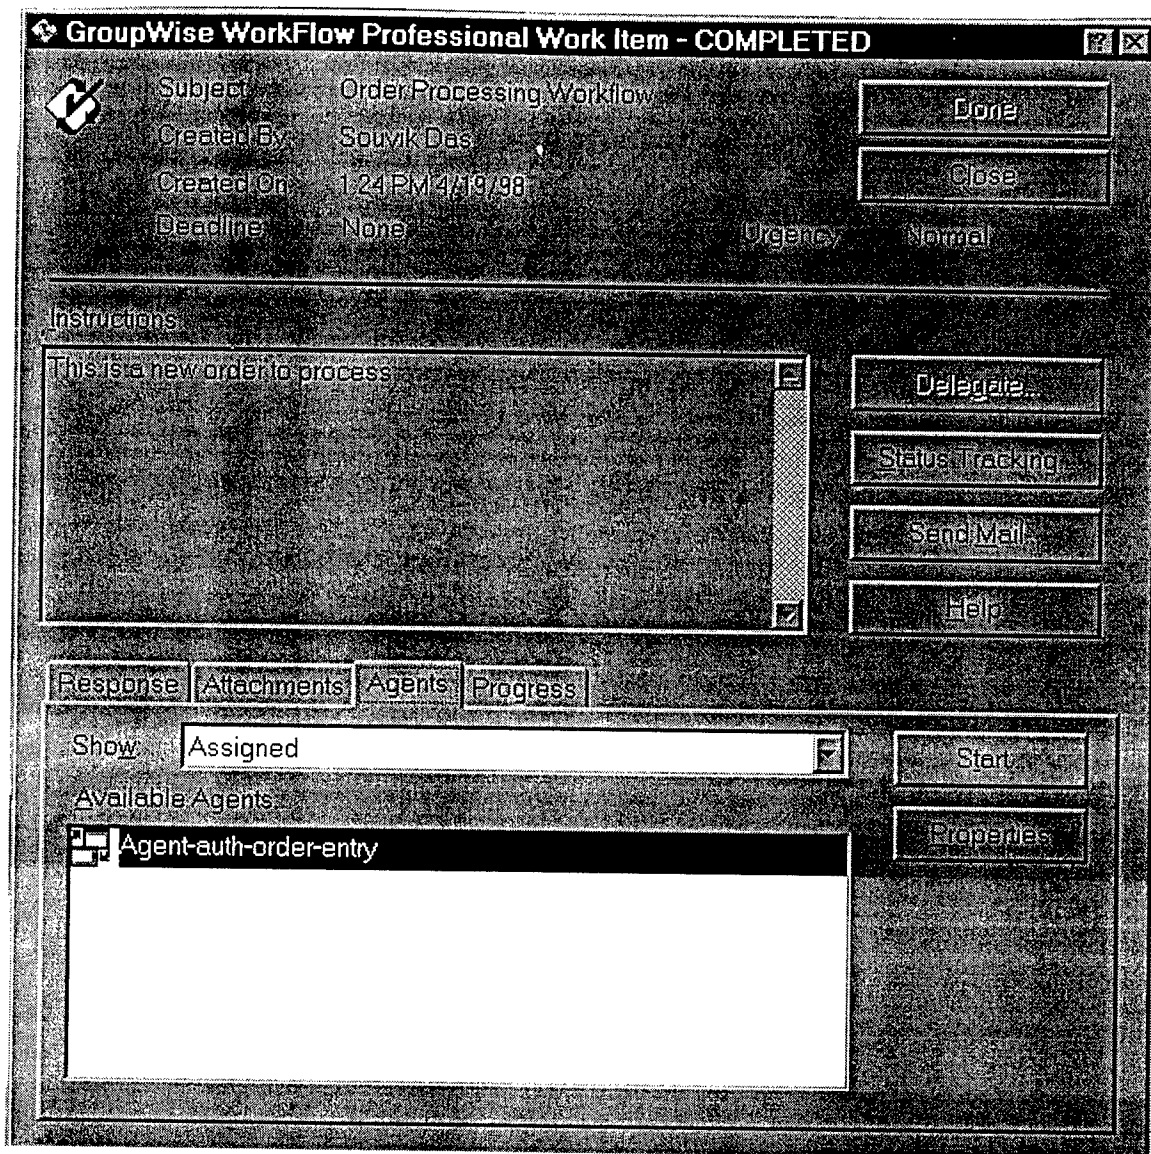 GroupWise WorkFlow Professional Work Item - COMPLETED
Subject: Order Processing Workflow
Done
Created By: Souvik Das
Close
Created On: 1:24 PM 4/19/98
Deadline: None
Urgency: Normal
Instructions:
This is a new order to process
Delegate...
Status Tracking...
Send Mail...
Help
Response Attachments Agents Progress
Show: Assigned
Start...
Available Agents:
Properties
Agent-auth-order-entry